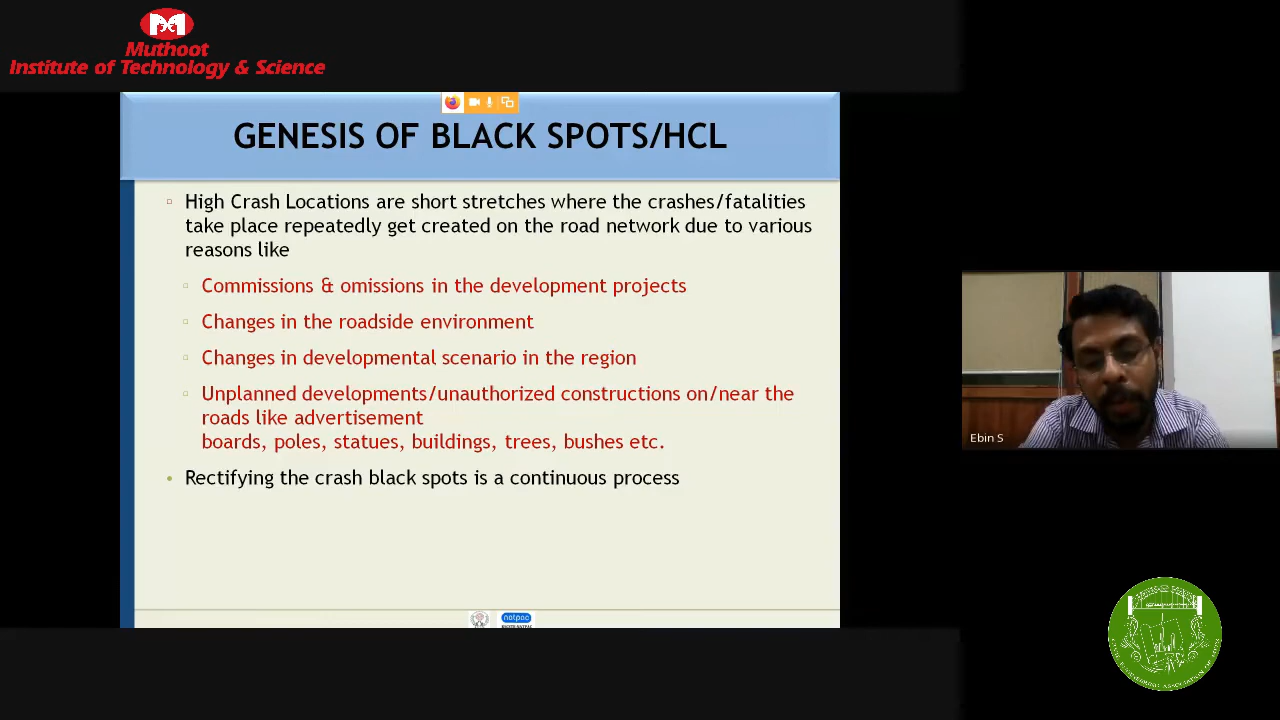 Muthoot
Institute of Technology & Science
GENESIS OF BLACK SPOTS/HCL
High Crash Locations are short stretches where the crashes/fatalities
take place repeatedly get created on the road network due to various
reasons like
Commissions & omissions in the development projects
Changes in the roadside environment
Changes in developmental scenario in the region
Unplanned developments/unauthorized constructions on/near the
roads like advertisement
boards, poles, statues, buildings, trees, bushes etc.
Rectifying the crash black spots is a continuous process
Ebin S
natpac